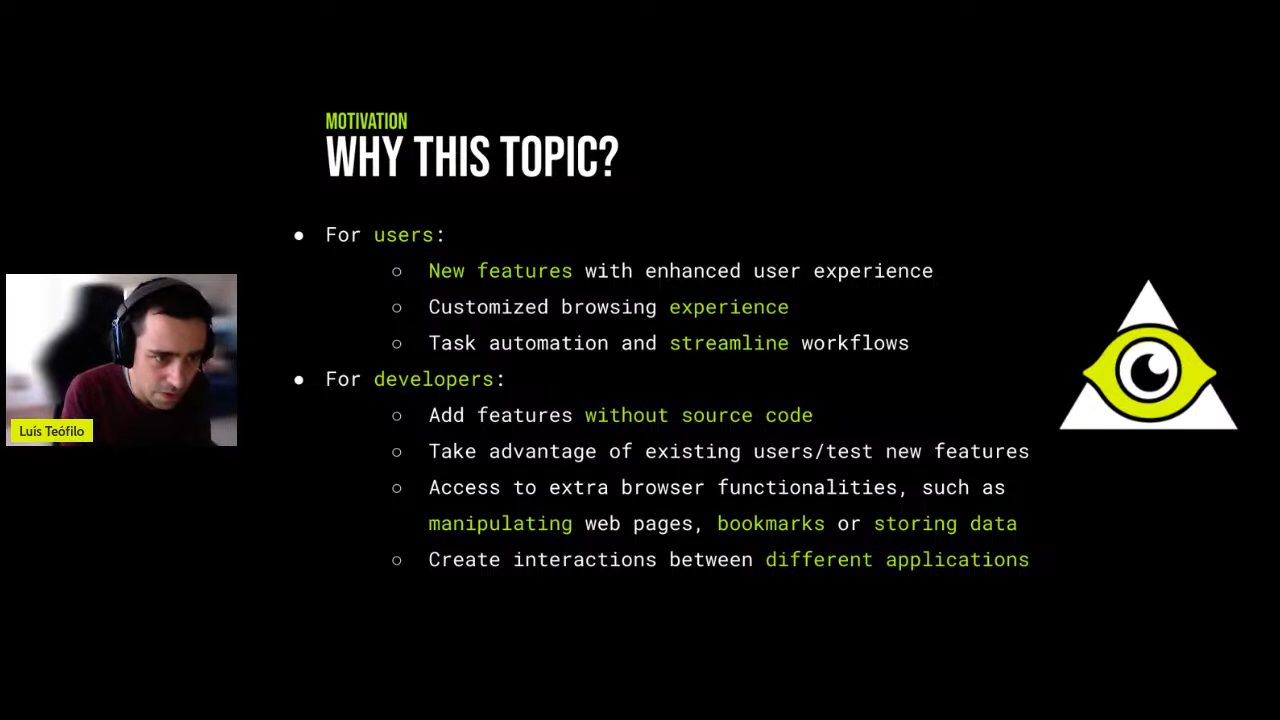 MOTIVATION
WHY THIS TOPIC?
● For users:
○ New features with enhanced user experience
○ Customized browsing experience
○ Task automation and streamline workflows
● For developers:
○ Add features without source code
○ Take advantage of existing users/test new features
○ Access to extra browser functionalities, such as
manipulating web pages, bookmarks or storing data
○ Create interactions between different applications
Luís Teófilo